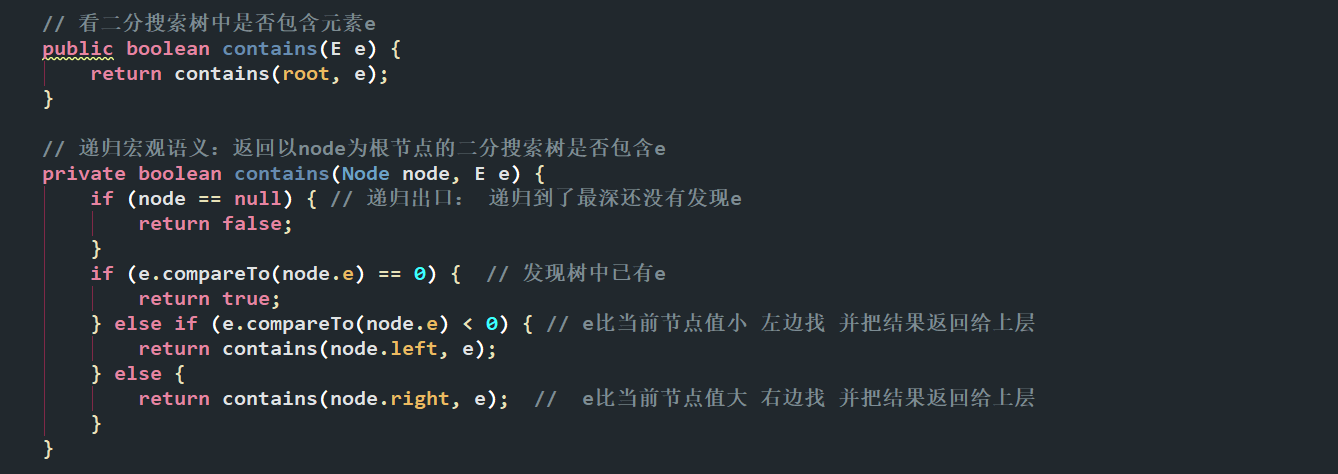 // 看二分搜索树中是否包含元素e
public boolean contains(E e) {
    return contains(root, e);
}

// 递归宏观语义：返回以node为根节点的二分搜索树是否包含e
private boolean contains(Node node, E e) {
    if (node == null) { // 递归出口： 递归到了最深还没有发现e
        return false;
    }
    if (e.compareTo(node.e) == 0) {  // 发现树中已有e
        return true;
    } else if (e.compareTo(node.e) < 0) { // e比当前节点值小 左边找 并把结果返回给上层
        return contains(node.left, e);
    } else {
        return contains(node.right, e);  //  e比当前节点值大 右边找 并把结果返回给上层
    }
}